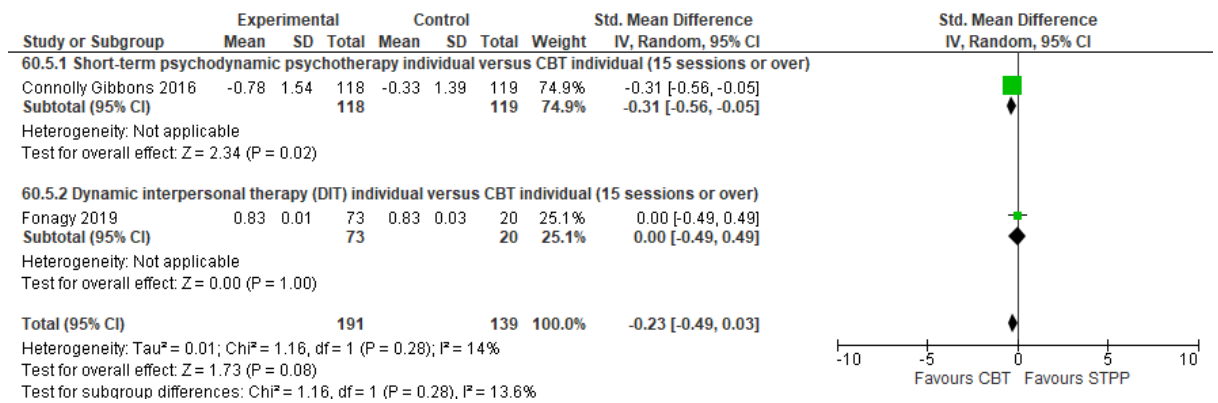 Experimental Control Std. Mean Difference Std. Mean Difference
Study or Subgroup Mean SD Total Mean SD Total Weight IV, Random, 95% CI IV, Random, 95% CI
60.5.1 Short-term psychodynamic psychotherapy individual versus CBT individual (15 sessions or over)
Connolly Gibbons 2016 -0.78 1.54 118 -0.33 1.39 119 74.9% -0.31 [-0.56, -0.05]
Subtotal (95% CI) 118 119 74.9% -0.31 [-0.56, -0.05]
Heterogeneity: Not applicable
Test for overall effect: Z = 2.34 (P = 0.02)
60.5.2 Dynamic interpersonal therapy (DIT) individual versus CBT individual (15 sessions or over)
Fonagy 2019 0.83 0.01 73 0.83 0.03 20 25.1% 0.00 [-0.49, 0.49]
Subtotal (95% CI) 73 20 25.1% 0.00 [-0.49, 0.49]
Heterogeneity: Not applicable
Test for overall effect: Z = 0.00 (P = 1.00)
Total (95% CI) 191 139 100.0% -0.23 [-0.49, 0.03]
Heterogeneity: Tau² = 0.01; Chi² = 1.16, df = 1 (P = 0.28); I² = 14%
Test for overall effect: Z = 1.73 (P = 0.08)
Test for subgroup differences: Chi² = 1.16, df = 1 (P = 0.28), I² = 13.6%
-10 -5 0 5 10
Favours CBT Favours STPP